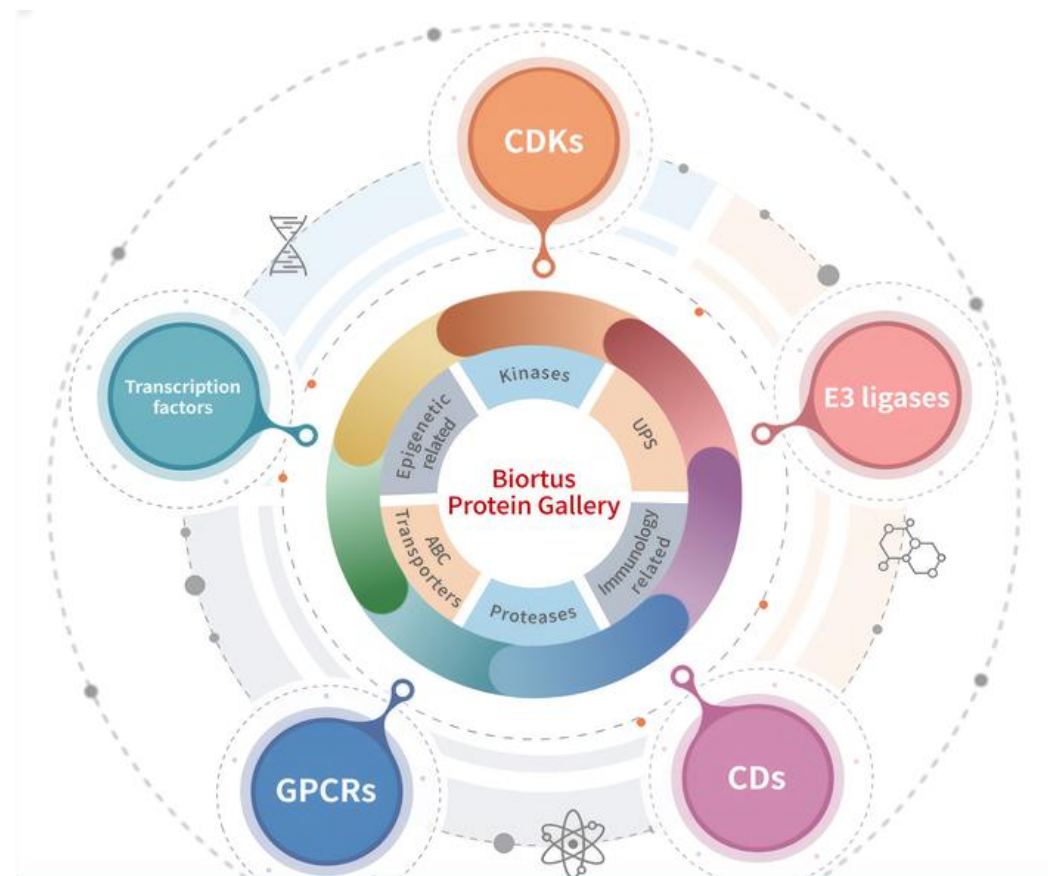 CDKs
Transcription
factors
E3 ligases
Kinases
Epigenetic
related
UPS
Biortus
Protein Gallery
ABC
Transporters
Immunology
related
Proteases
GPCRs
CDs